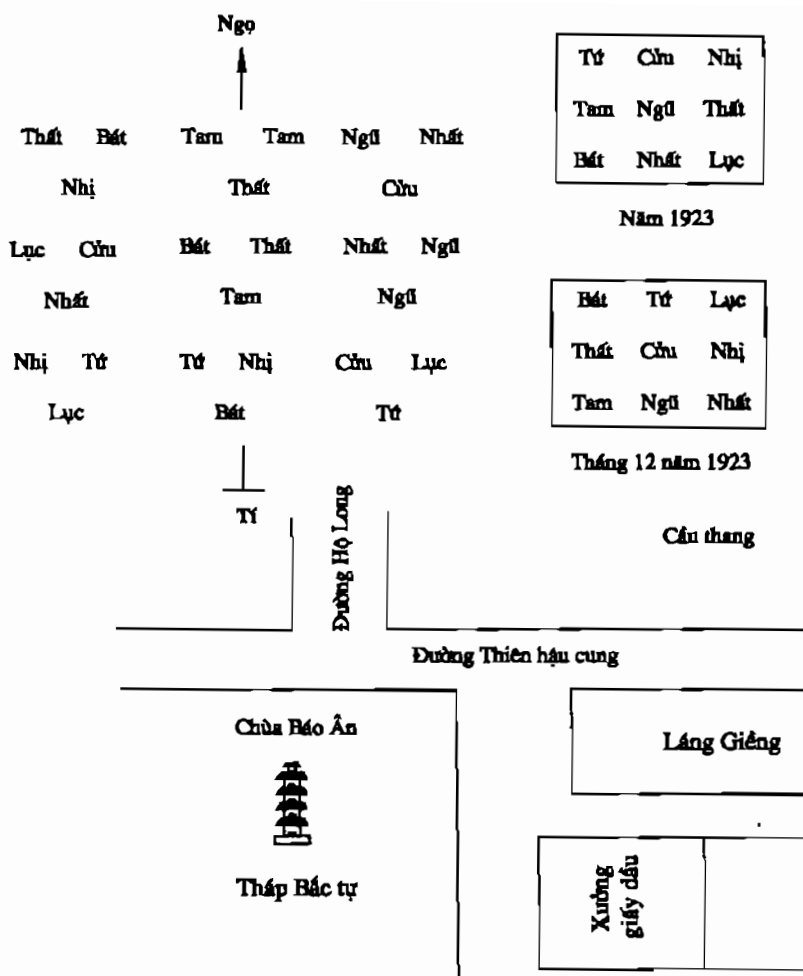 Ngọ
Thất Bát Tam Tam Ngũ Nhất
Nhị Thất Cửu
Lục Cửu Bát Thất Nhất Ngũ
Nhất Tam Ngũ
Nhị Tứ Tứ Nhị Cửu Lục
Lục Bát Tứ
Tí
Tứ Cửu Nhị
Tam Ngũ Thất
Bát Nhất Lục
Năm 1923
Bát Tứ Lục
Thất Cửu Nhị
Tam Ngũ Nhất
Tháng 12 năm 1923
Cầu thang
Đường Hộ Long
Đường Thiên hậu cung
Chùa Báo Ân
Tháp Bắc tự
Láng Giềng
Xưởng
giấy dầu